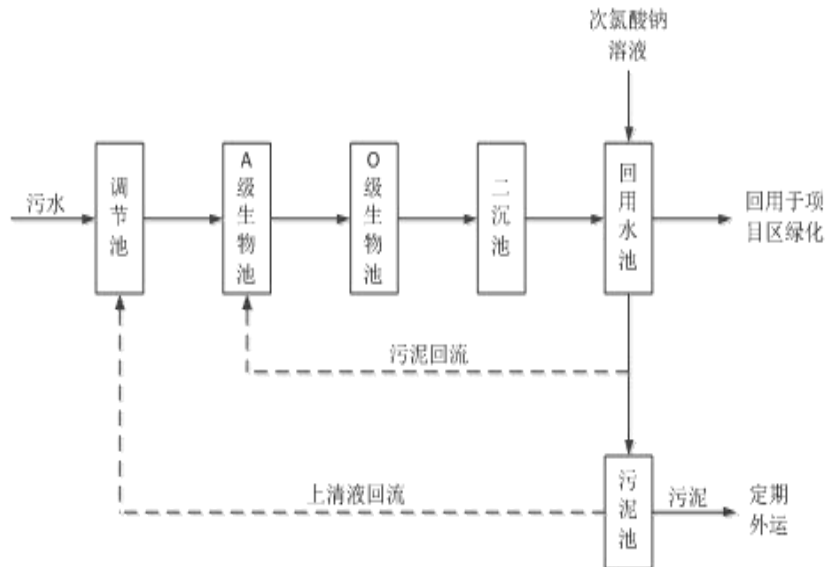 次氯酸钠
溶液
污水
调节池
A级生物池
O级生物池
二沉池
回用水池
回用于项
目区绿化
污泥回流
上清液回流
污泥池
污泥
定期
外运